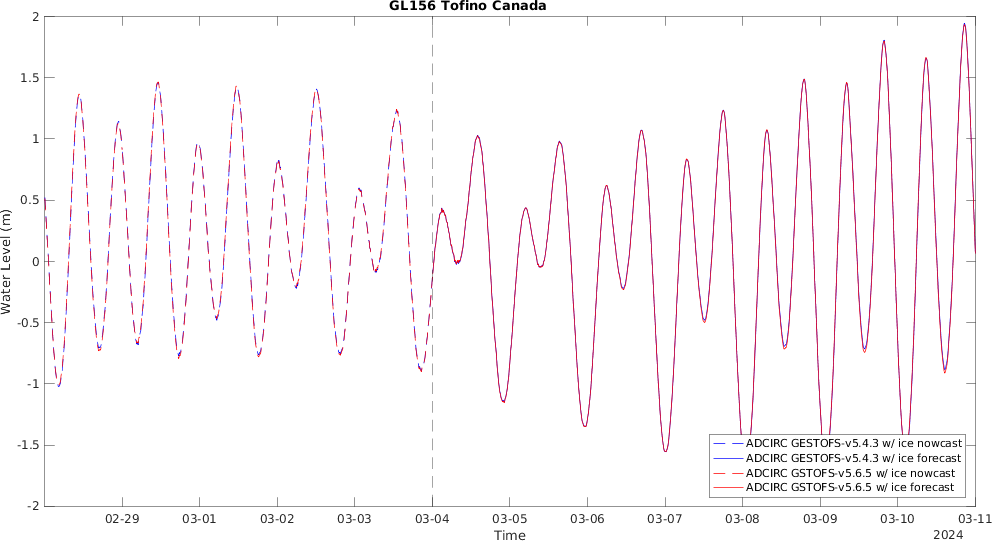 GL156 Tofino Canada
2
1.5
1
0.5
0
-0.5
-1
-1.5
-2
Water Level (m)
ADCIRC GESTOFS-v5.4.3 w/ ice nowcast
ADCIRC GESTOFS-v5.4.3 w/ ice forecast
ADCIRC GSTOFS-v5.6.5 w/ ice nowcast
ADCIRC GSTOFS-v5.6.5 w/ ice forecast
02-29 03-01 03-02 03-03 03-04 03-05 03-06 03-07 03-08 03-09 03-10 03-11
Time
2024